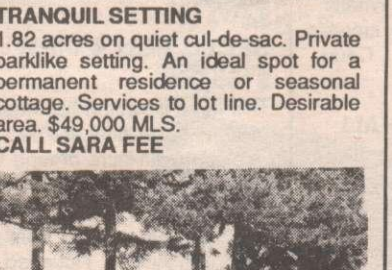 TRANQUIL SETTING
1.82 acres on quiet cul-de-sac. Private
parklike setting. An ideal spot for a
permanent residence or seasonal
cottage. Services to lot line. Desirable
area. $49,000 MLS.
CALL SARA FEE